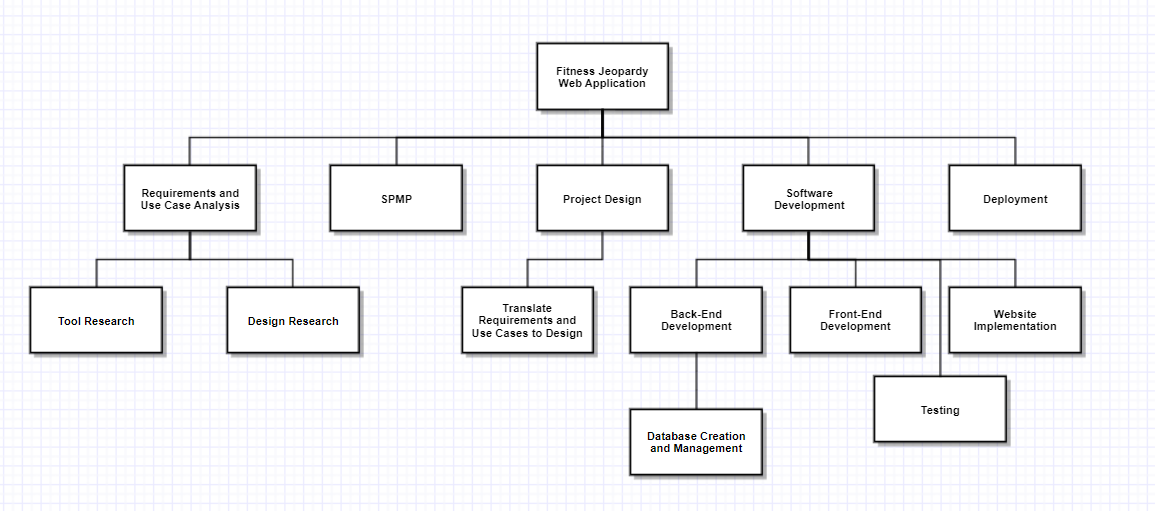 Fitness Jeopardy
Web Application
Requirements and
Use Case Analysis
SPMP
Project Design
Software
Development
Deployment
Tool Research
Design Research
Translate
Requirements and
Use Cases to Design
Back-End
Development
Front-End
Development
Website
Implementation
Testing
Database Creation
and Management